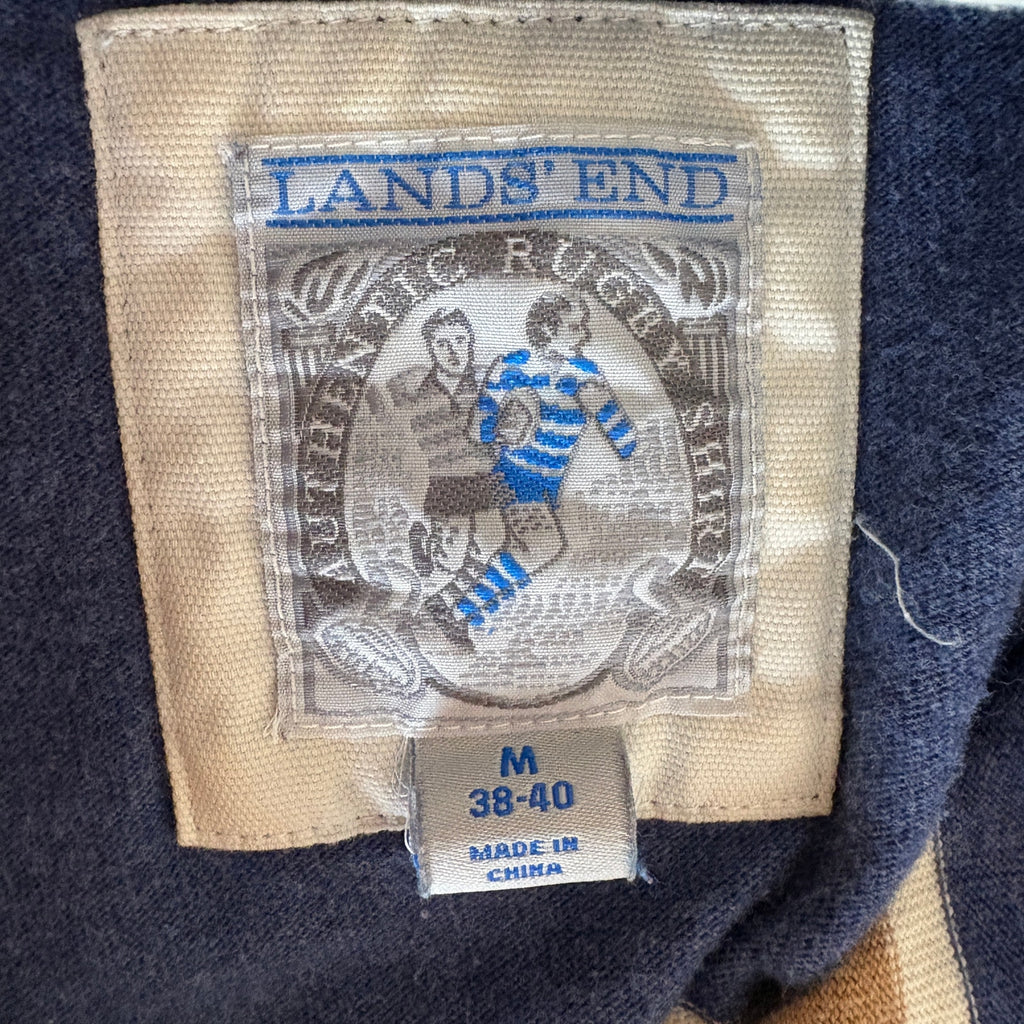 LANDS' END
AUTHENTIC RUGBY SHIRT
M
38-40
MADE IN
CHINA